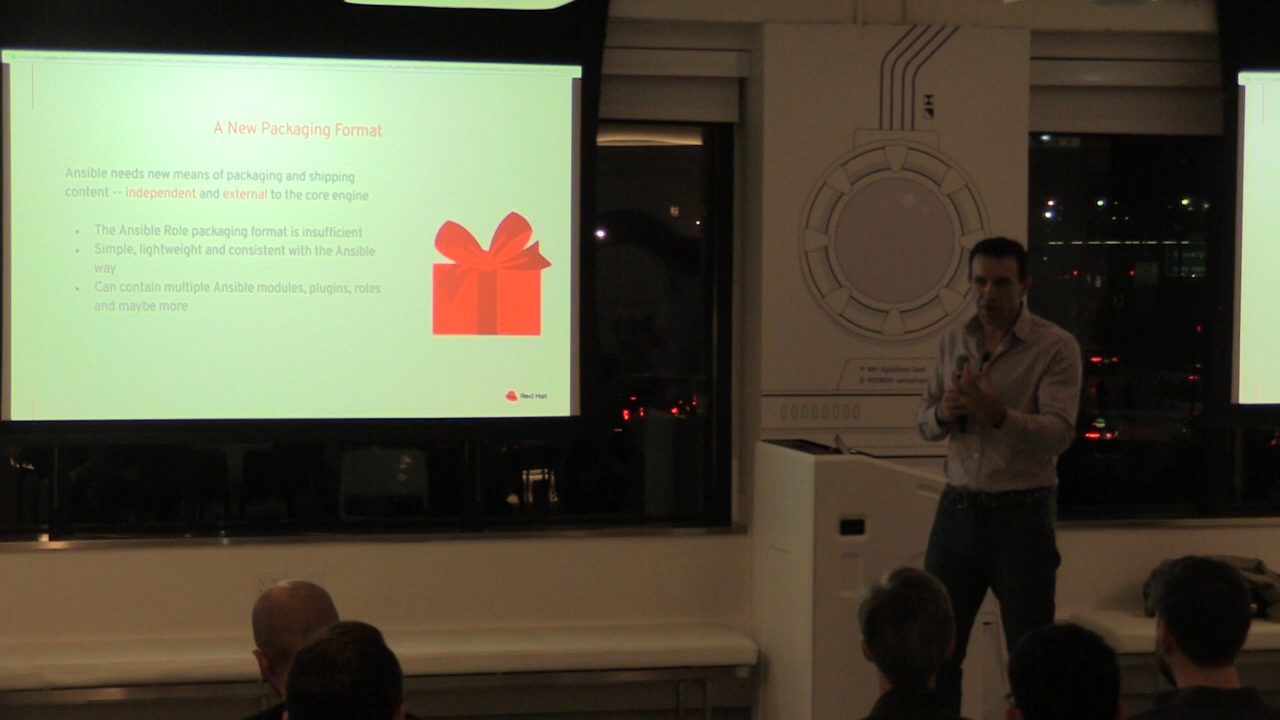 A New Packaging Format
Ansible needs new means of packaging and shipping
content -- independent and external to the core engine
• The Ansible Role packaging format is insufficient
• Simple, lightweight and consistent with the Ansible
way
• Can contain multiple Ansible modules, plugins, roles
and maybe more
Red Hat